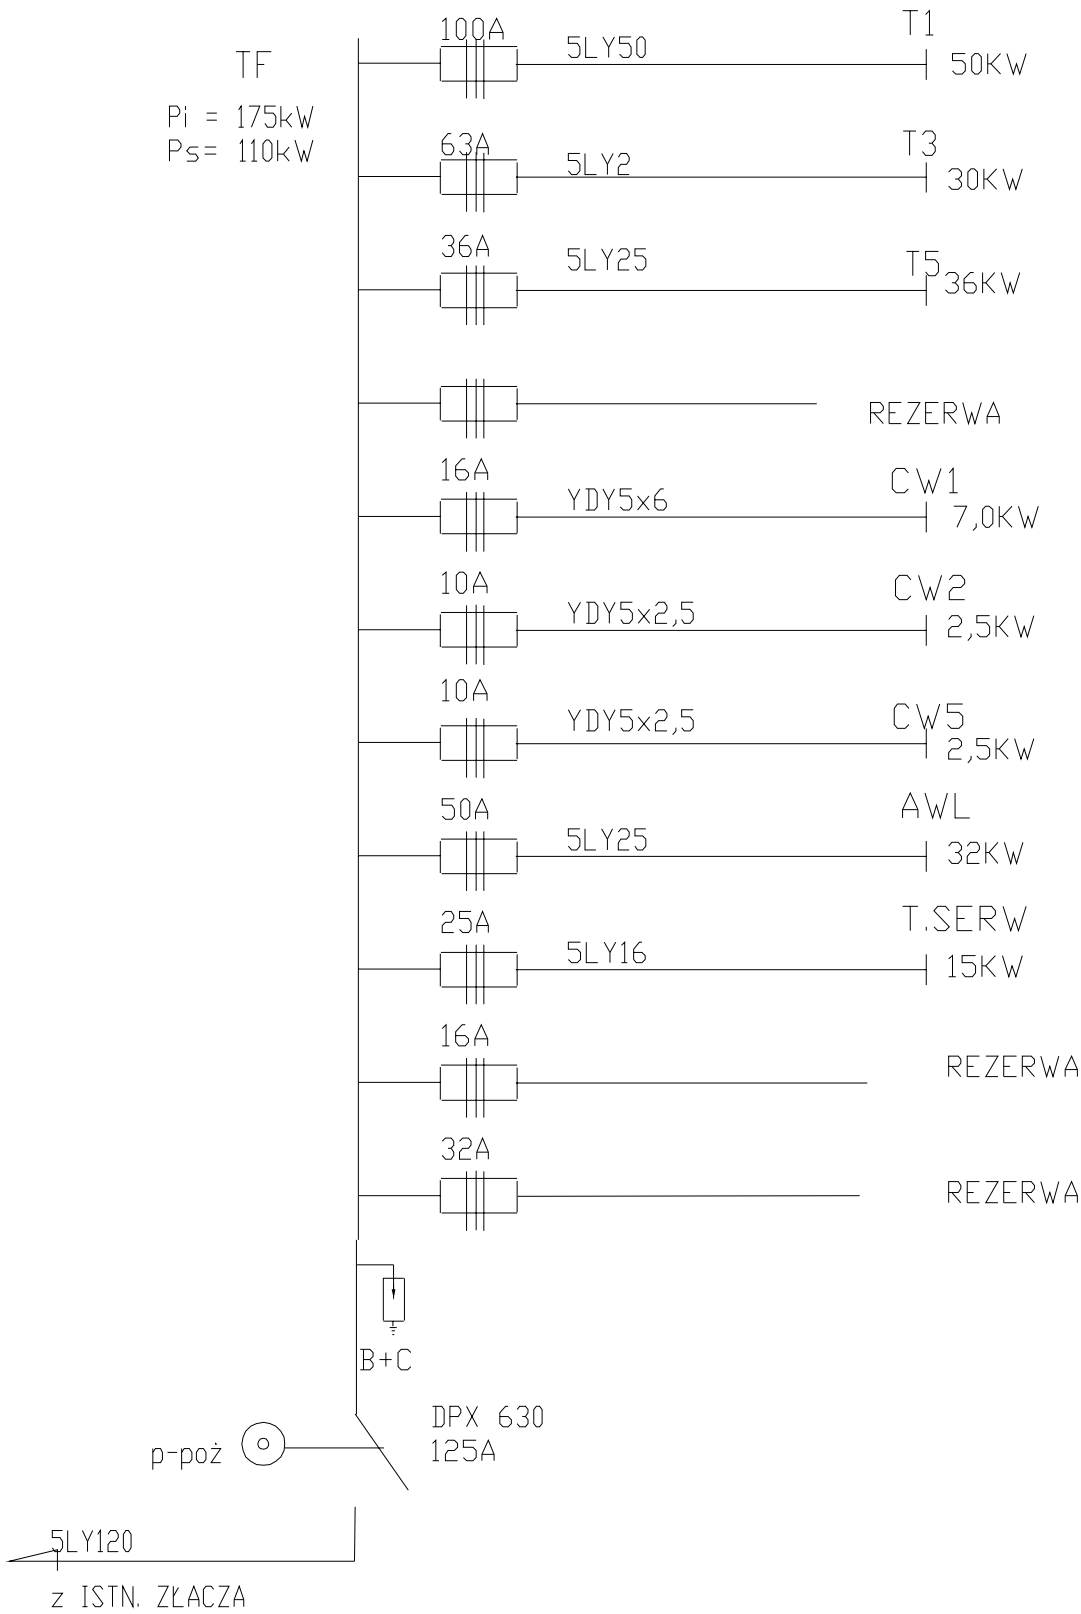 TF
Pi = 175kW
Ps= 110kW
100A
5LY50
T1
50KW
63A
5LY2
T3
30KW
36A
5LY25
T5
36KW
REZERWA
16A
YDY5x6
CW1
7,0KW
10A
YDY5x2,5
CW2
2,5KW
10A
YDY5x2,5
CW5
2,5KW
50A
5LY25
AWL
32KW
25A
5LY16
T.SERW
15KW
16A
REZERWA
32A
REZERWA
B+C
DPX 630
125A
p-poż
5LY120
z ISTN. ZŁACZA